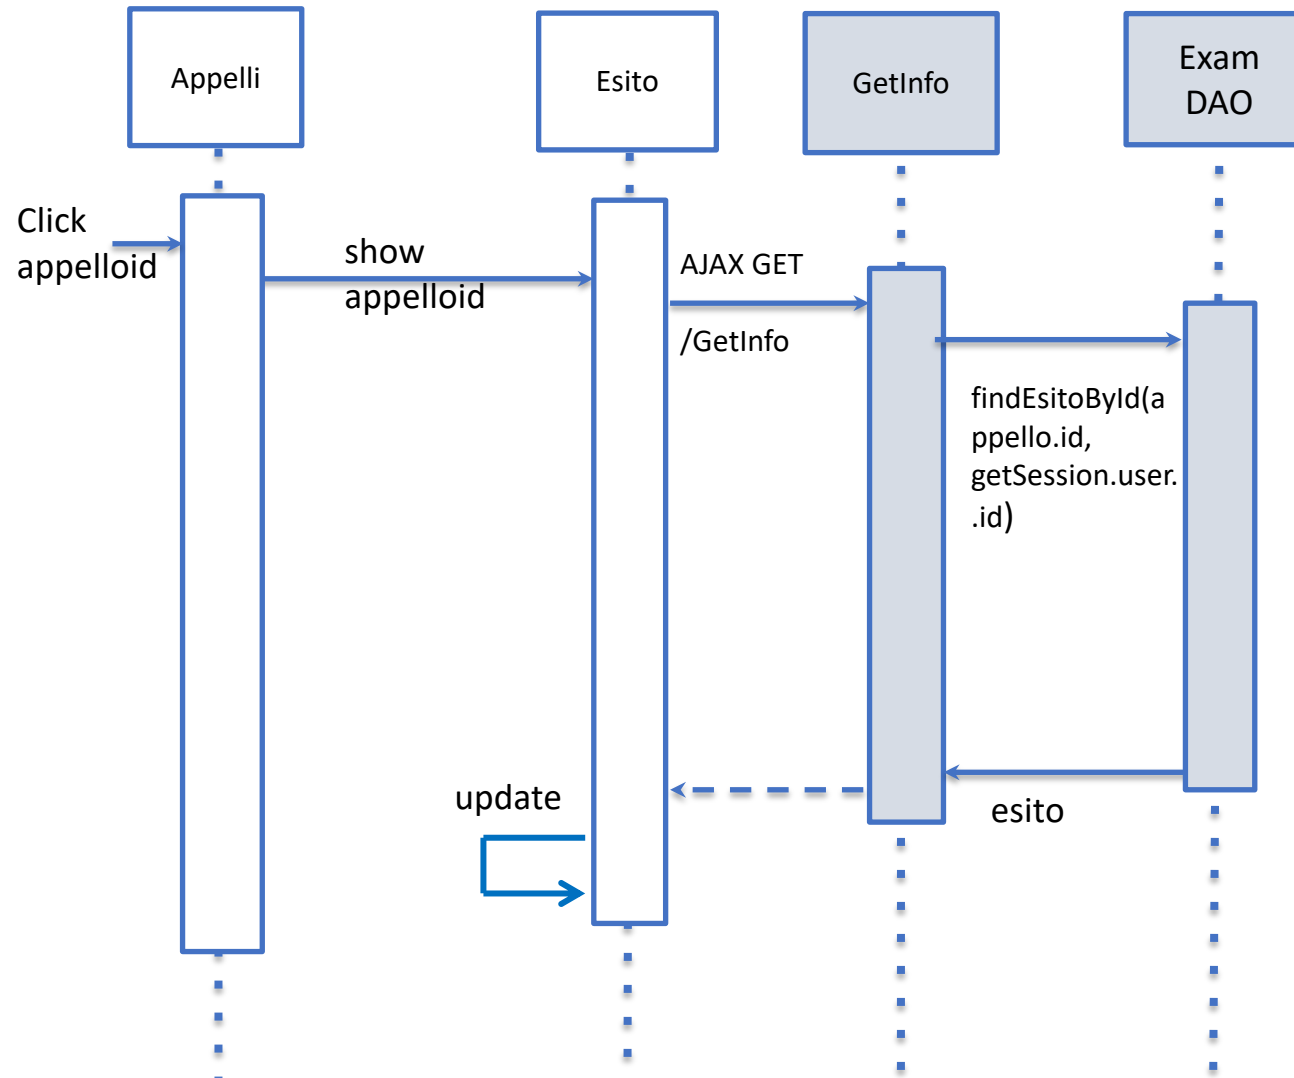 Appelli
Esito
GetInfo
Exam
DAO
Click
appelloid
show
appelloid
AJAX GET
/GetInfo
findEsitoById(a
ppello.id,
getSession.user.
.id)
update
esito